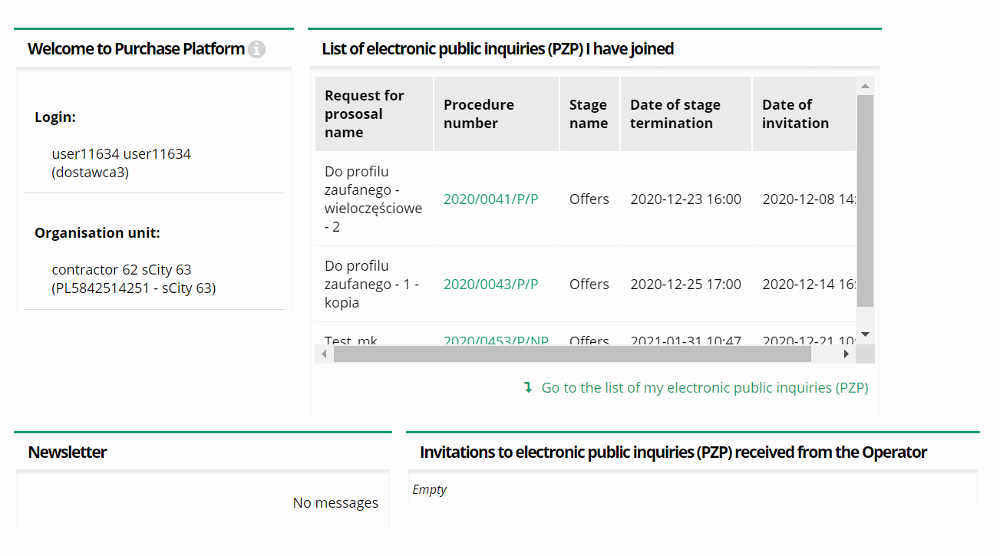 Welcome to Purchase Platform
Login:
user11634 user11634
(dostawca3)
Organisation unit:
contractor 62 sCity 63
(PL5842514251 - sCity 63)
List of electronic public inquiries (PZP) I have joined
Request for prososal name
Procedure number
Stage name
Date of stage termination
Date of invitation
Do profilu zaufanego - wieloczęściowe - 2
2020/0041/P/P
Offers
2020-12-23 16:00
2020-12-08 14:
Do profilu zaufanego - 1 - kopia
2020/0043/P/P
Offers
2020-12-25 17:00
2020-12-14 16:
Test_mk
2020/0453/P/NP
Offers
2021-01-31 10:47
2020-12-21 10:
Go to the list of my electronic public inquiries (PZP)
Newsletter
No messages
Invitations to electronic public inquiries (PZP) received from the Operator
Empty